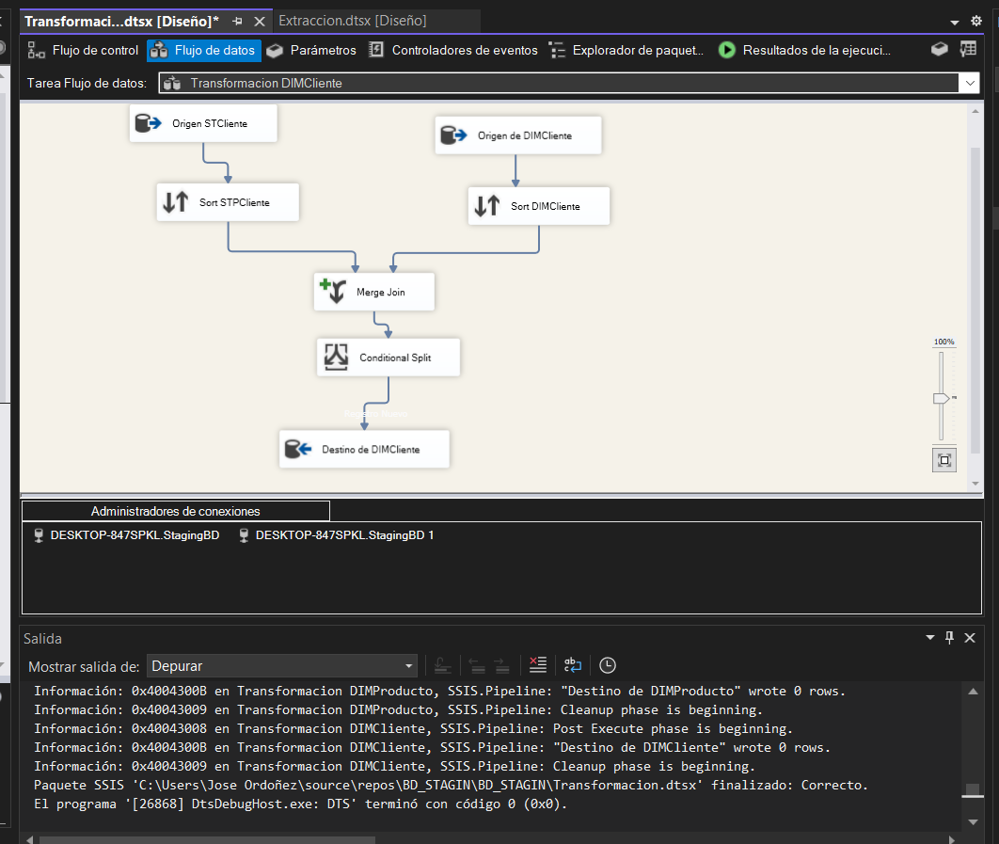 Transformaci...dtsx [Diseño]*
Extraccion.dtsx [Diseño]
Flujo de control
Flujo de datos
Parámetros
Controladores de eventos
Explorador de paquet...
Resultados de la ejecuci...
Tarea Flujo de datos:
Transformacion DIMCliente
Origen STCliente
Origen de DIMCliente
Sort STPCliente
Sort DIMCliente
Merge Join
Conditional Split
Destino de DIMCliente
100%
Administradores de conexiones
DESKTOP-847SPKL.StagingBD
DESKTOP-847SPKL.StagingBD 1
Salida
Mostrar salida de:
Depurar
Información: 0x4004300B en Transformacion DIMProducto, SSIS.Pipeline: "Destino de DIMProducto" wrote 0 rows.
Información: 0x40043009 en Transformacion DIMProducto, SSIS.Pipeline: Cleanup phase is beginning.
Información: 0x40043008 en Transformacion DIMCliente, SSIS.Pipeline: Post Execute phase is beginning.
Información: 0x4004300B en Transformacion DIMCliente, SSIS.Pipeline: "Destino de DIMCliente" wrote 0 rows.
Información: 0x40043009 en Transformacion DIMCliente, SSIS.Pipeline: Cleanup phase is beginning.
Paquete SSIS 'C:\Users\Jose Ordoñez\source\repos\BD_STAGIN\BD_STAGIN\Transformacion.dtsx' finalizado: Correcto.
El programa '[26868] DtsDebugHost.exe: DTS' terminó con código 0 (0x0).